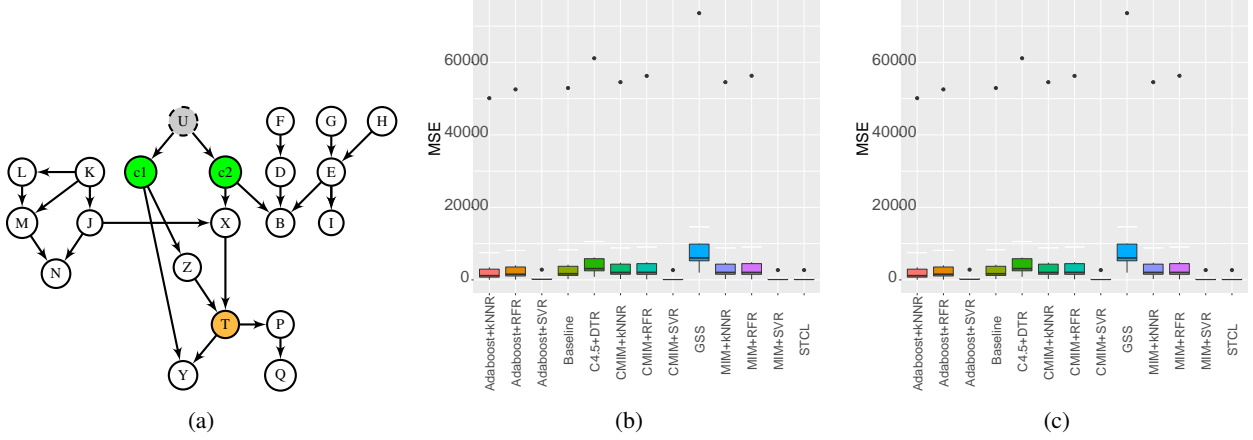 U
F
G
H
L
K
c1
c2
D
E
M
J
X
B
I
N
Z
T
P
Y
Q
(a)
MSE
60000
40000
20000
0
Adaboost+kNNR
Adaboost+RFR
Adaboost+SVR
Baseline
C4.5+DTR
CMIM+kNNR
CMIM+RFR
CMIM+SVR
GSS
MIM+kNNR
MIM+RFR
MIM+SVR
STCL
(b)
MSE
60000
40000
20000
0
Adaboost+kNNR
Adaboost+RFR
Adaboost+SVR
Baseline
C4.5+DTR
CMIM+kNNR
CMIM+RFR
CMIM+SVR
GSS
MIM+kNNR
MIM+RFR
MIM+SVR
STCL
(c)